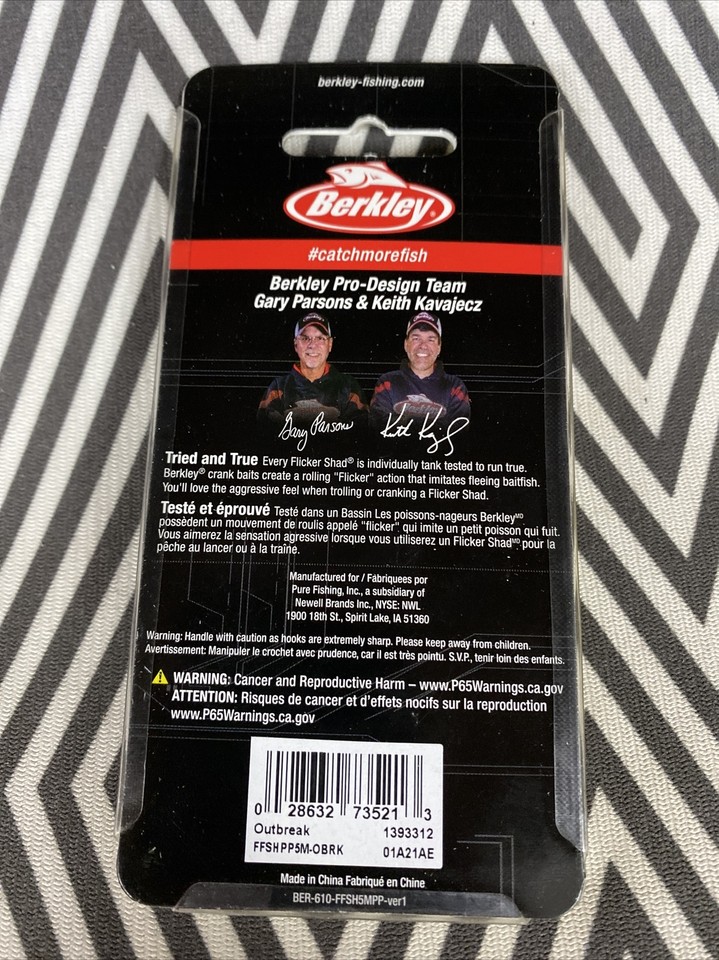 berkley-fishing.com
Berkley®
#catchmorefish
Berkley Pro-Design Team
Gary Parsons & Keith Kavajecz
Gary Parsons
Tried and True Every Flicker Shad® is individually tank tested to run true.
Berkley® crank baits create a rolling "Flicker" action that imitates fleeing baitfish.
You'll love the aggressive feel when trolling or cranking a Flicker Shad.
Testé et éprouvé Testé dans un Bassin Les poissons-nageurs Berkleyᴹᴰ
possèdent un mouvement de roulis appelé "flicker" qui imite un petit poisson qui fuit.
Vous aimerez la sensation agressive lorsque vous utiliserez un Flicker Shadᴹᴰ pour la
pêche au lancer ou à la traîne.
Manufactured for / Fabriquees por
Pure Fishing, Inc., a subsidiary of
Newell Brands Inc., NYSE: NWL
1900 18th St., Spirit Lake, IA 51360
Warning: Handle with caution as hooks are extremely sharp. Please keep away from children.
Avertissement: Manipuler le crochet avec prudence, car il est très pointu. S.V.P., tenir loin des enfants.
WARNING: Cancer and Reproductive Harm – www.P65Warnings.ca.gov
ATTENTION: Risques de cancer et d'effets nocifs sur la reproduction
www.P65Warnings.ca.gov
0 28632 73521 3
Outbreak 1393312
FFSHPP5M-OBRK 01A21AE
Made in China Fabriqué en Chine
BER-610-FFSH5MPP-ver1